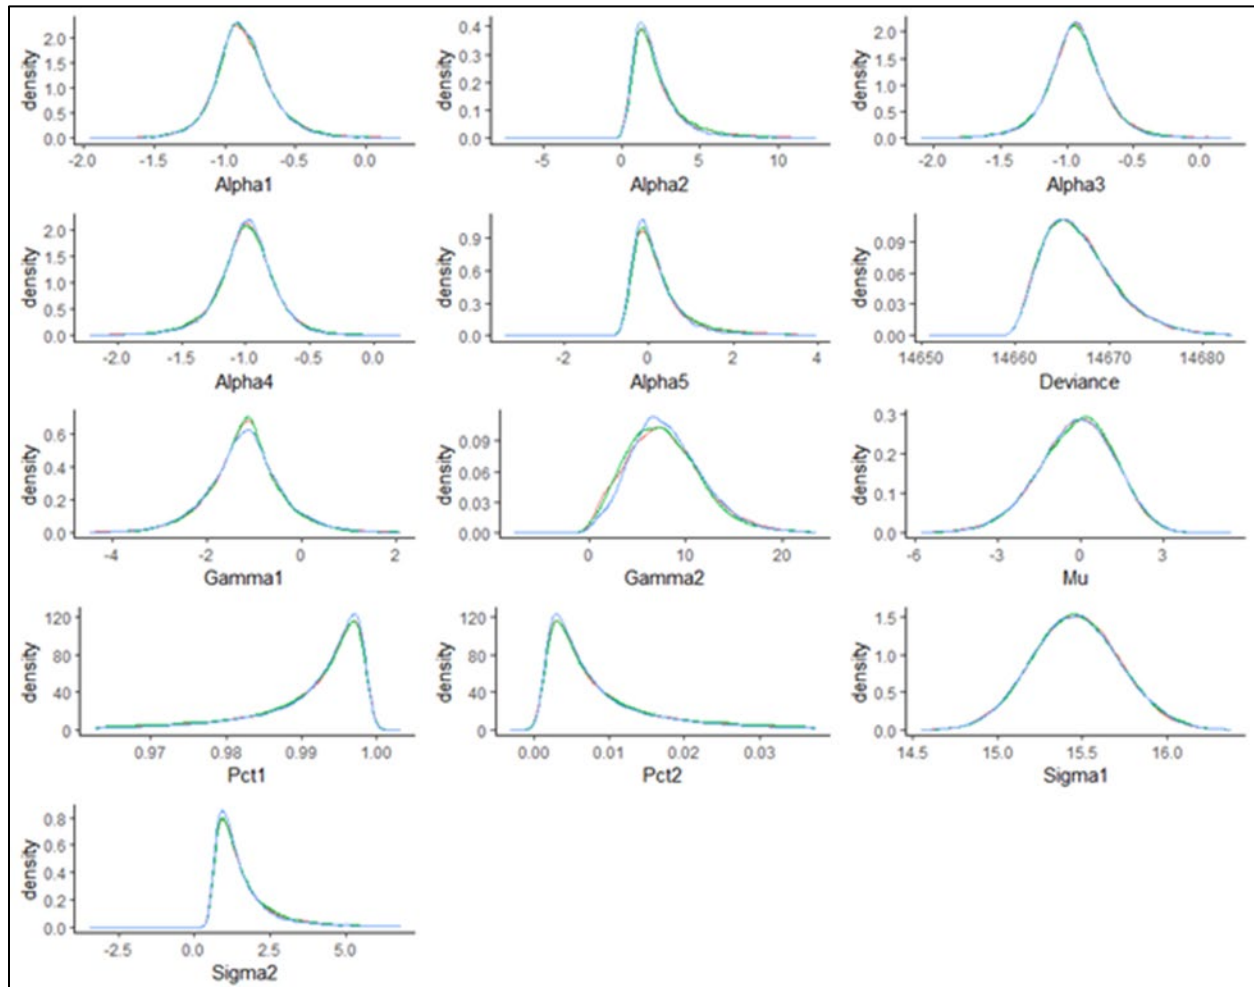 density
2.0
1.5
1.0
0.5
0.0
-2.0 -1.5 -1.0 -0.5 0.0
Alpha1
density
0.4
0.3
0.2
0.1
0.0
-5 0 5 10
Alpha2
density
2.0
1.5
1.0
0.5
0.0
-2.0 -1.5 -1.0 -0.5 0.0
Alpha3
density
2.0
1.5
1.0
0.5
0.0
-2.0 -1.5 -1.0 -0.5 0.0
Alpha4
density
0.9
0.6
0.3
0.0
-2 0 2 4
Alpha5
density
0.09
0.06
0.03
0.00
14650 14660 14670 14680
Deviance
density
0.6
0.4
0.2
0.0
-4 -2 0 2
Gamma1
density
0.09
0.06
0.03
0.00
0 10 20
Gamma2
density
0.3
0.2
0.1
0.0
-6 -3 0 3
Mu
density
120
80
40
0
0.97 0.98 0.99 1.00
Pct1
density
120
80
40
0
0.00 0.01 0.02 0.03
Pct2
density
1.5
1.0
0.5
0.0
14.5 15.0 15.5 16.0
Sigma1
density
0.8
0.6
0.4
0.2
0.0
-2.5 0.0 2.5 5.0
Sigma2